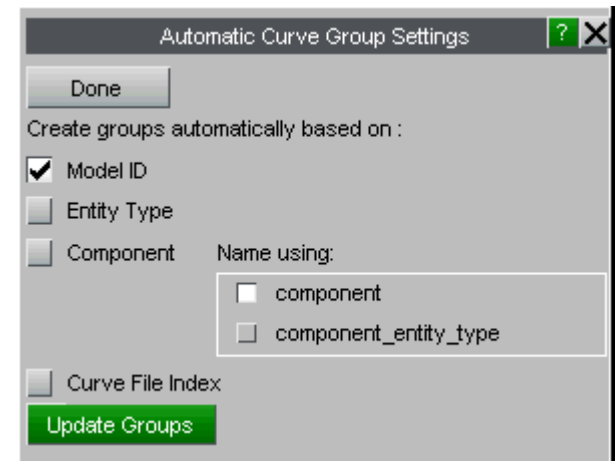 Automatic Curve Group Settings ? X
Done
Create groups automatically based on :
Model ID
Entity Type
Component Name using:
component
component_entity_type
Curve File Index
Update Groups